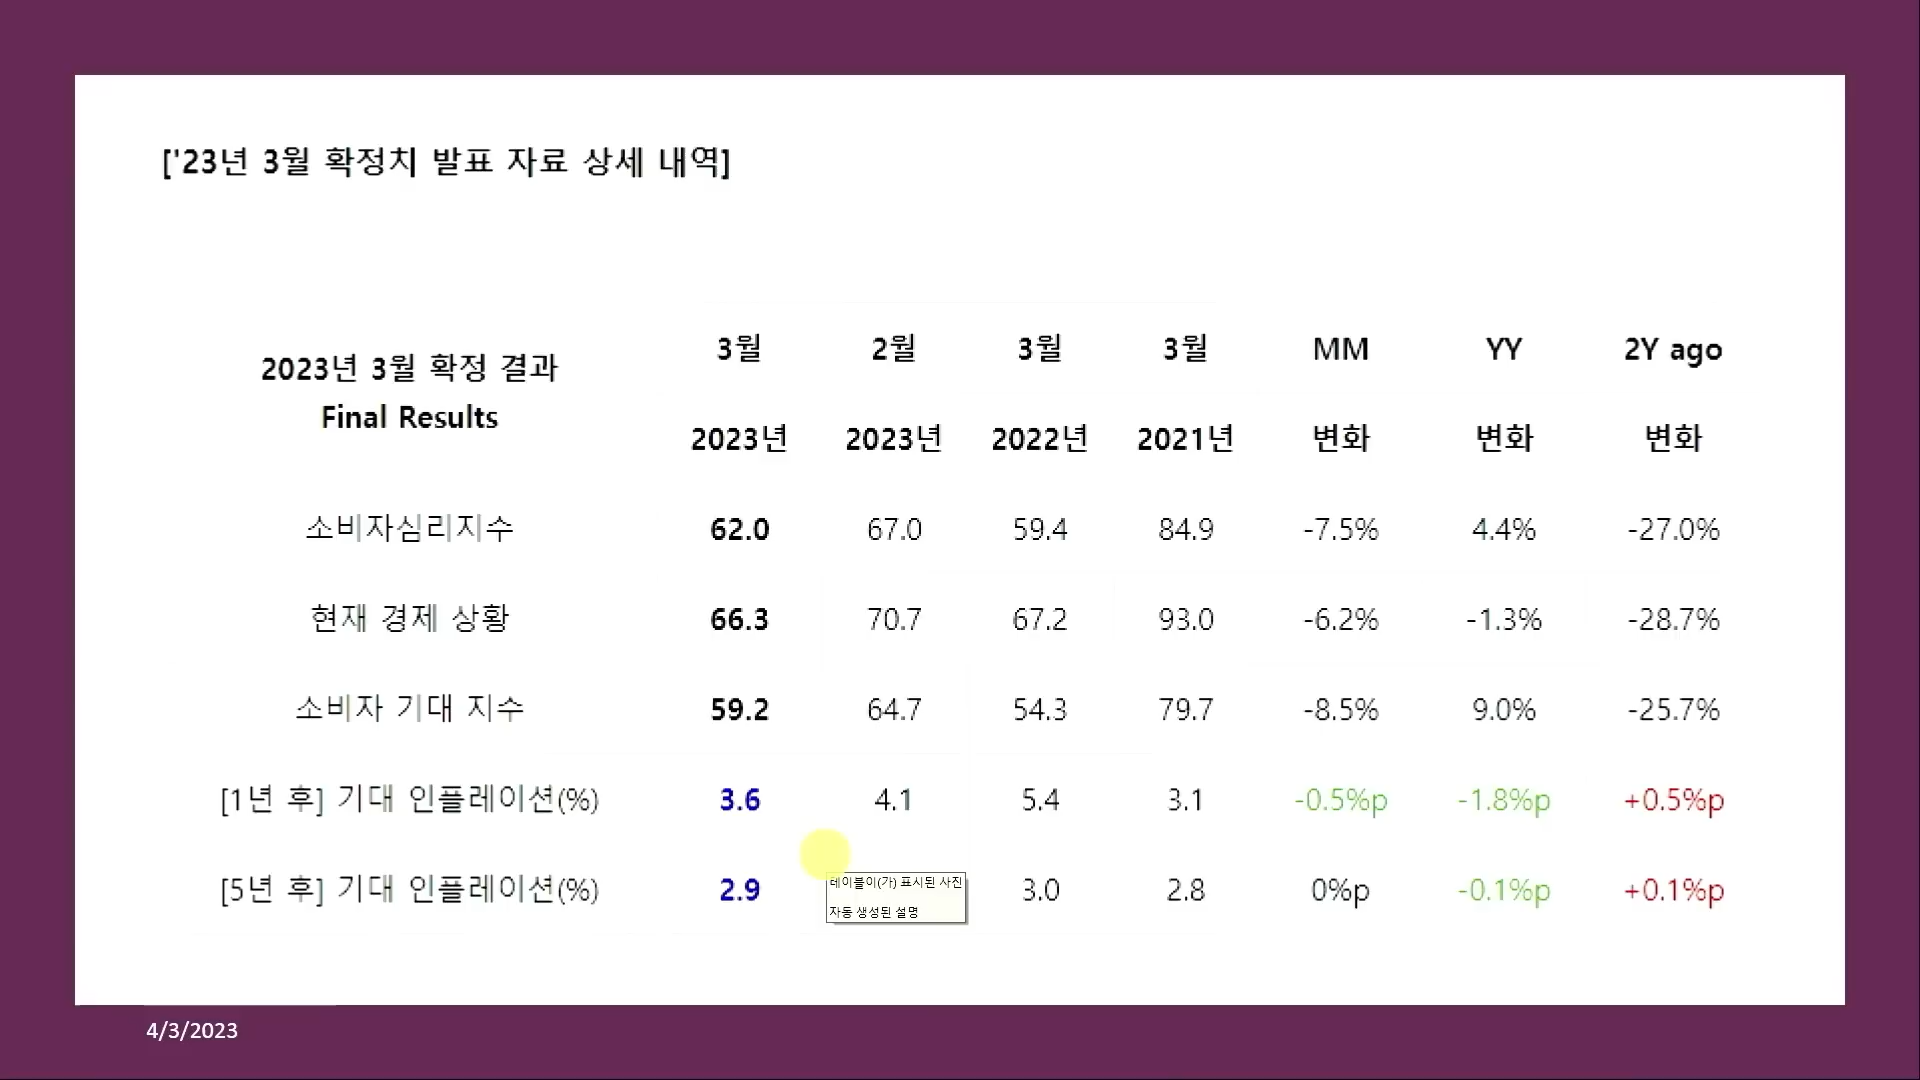 ['23년 3월 확정치 발표 자료 상세 내역]
2023년 3월 확정 결과
Final Results
3월 2월 3월 3월 MM YY 2Y ago
2023년 2023년 2022년 2021년 변화 변화 변화
소비자심리지수 62.0 67.0 59.4 84.9 -7.5% 4.4% -27.0%
현재 경제 상황 66.3 70.7 67.2 93.0 -6.2% -1.3% -28.7%
소비자 기대 지수 59.2 64.7 54.3 79.7 -8.5% 9.0% -25.7%
[1년 후] 기대 인플레이션(%) 3.6 4.1 5.4 3.1 -0.5%p -1.8%p +0.5%p
[5년 후] 기대 인플레이션(%) 2.9 3.0 2.8 0%p -0.1%p +0.1%p
테이블이(가) 표시된 사진
자동 생성된 설명
4/3/2023